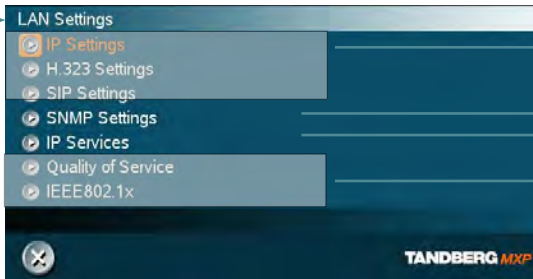 LAN Settings
IP Settings
H.323 Settings
SIP Settings
SNMP Settings
IP Services
Quality of Service
IEEE802.1x
TANDBERG MXP